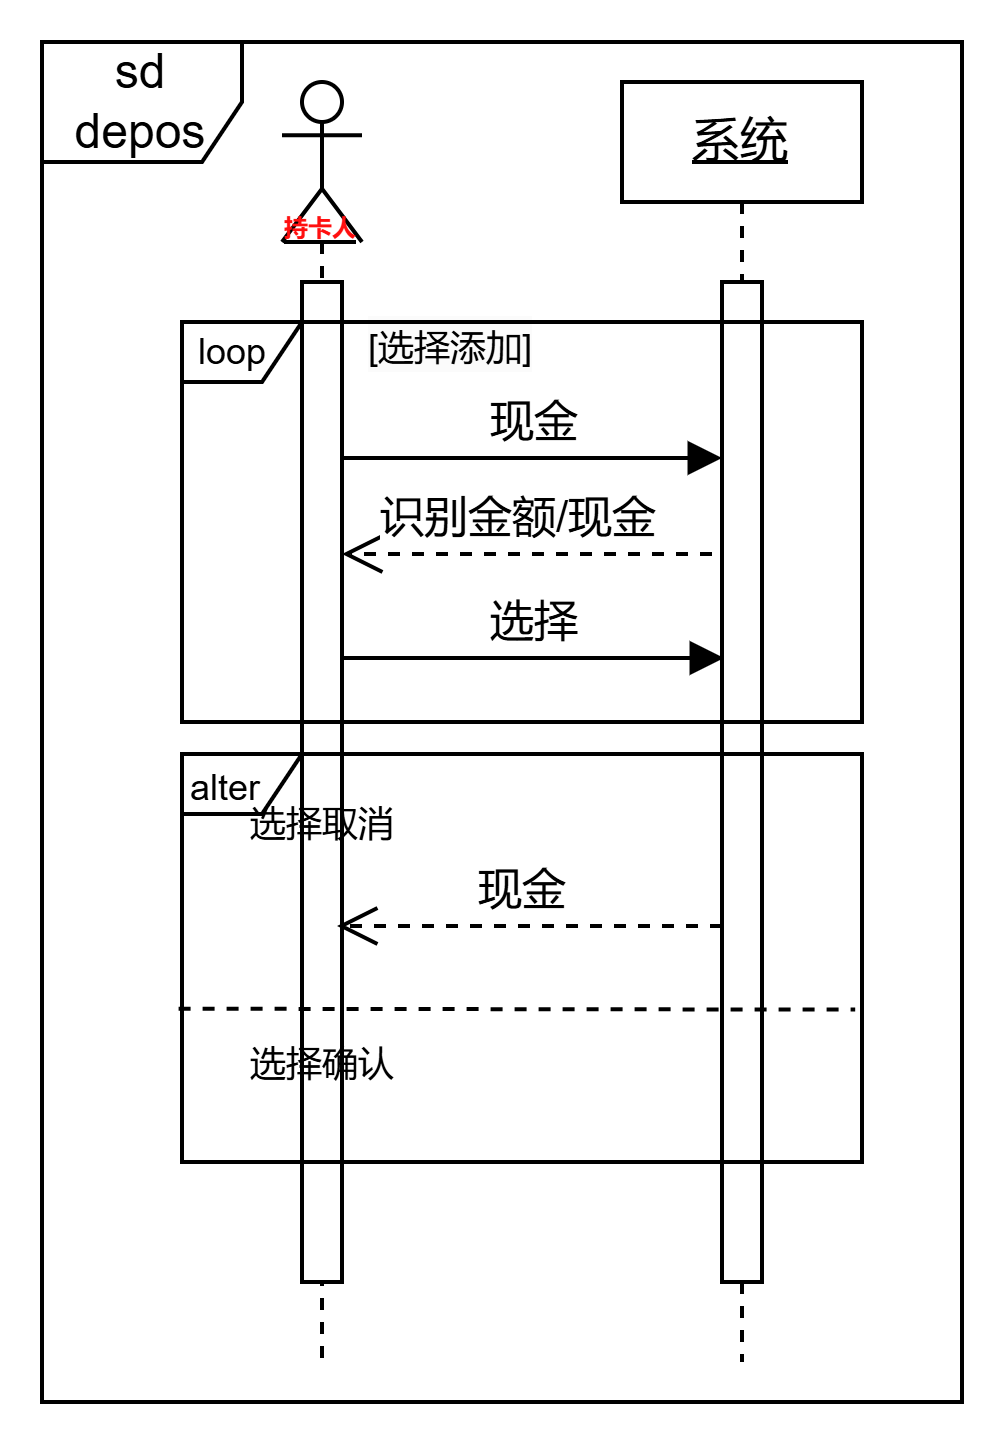 sd
depos
持卡人
系统
loop
[选择添加]
现金
识别金额/现金
选择
alter
选择取消
现金
选择确认